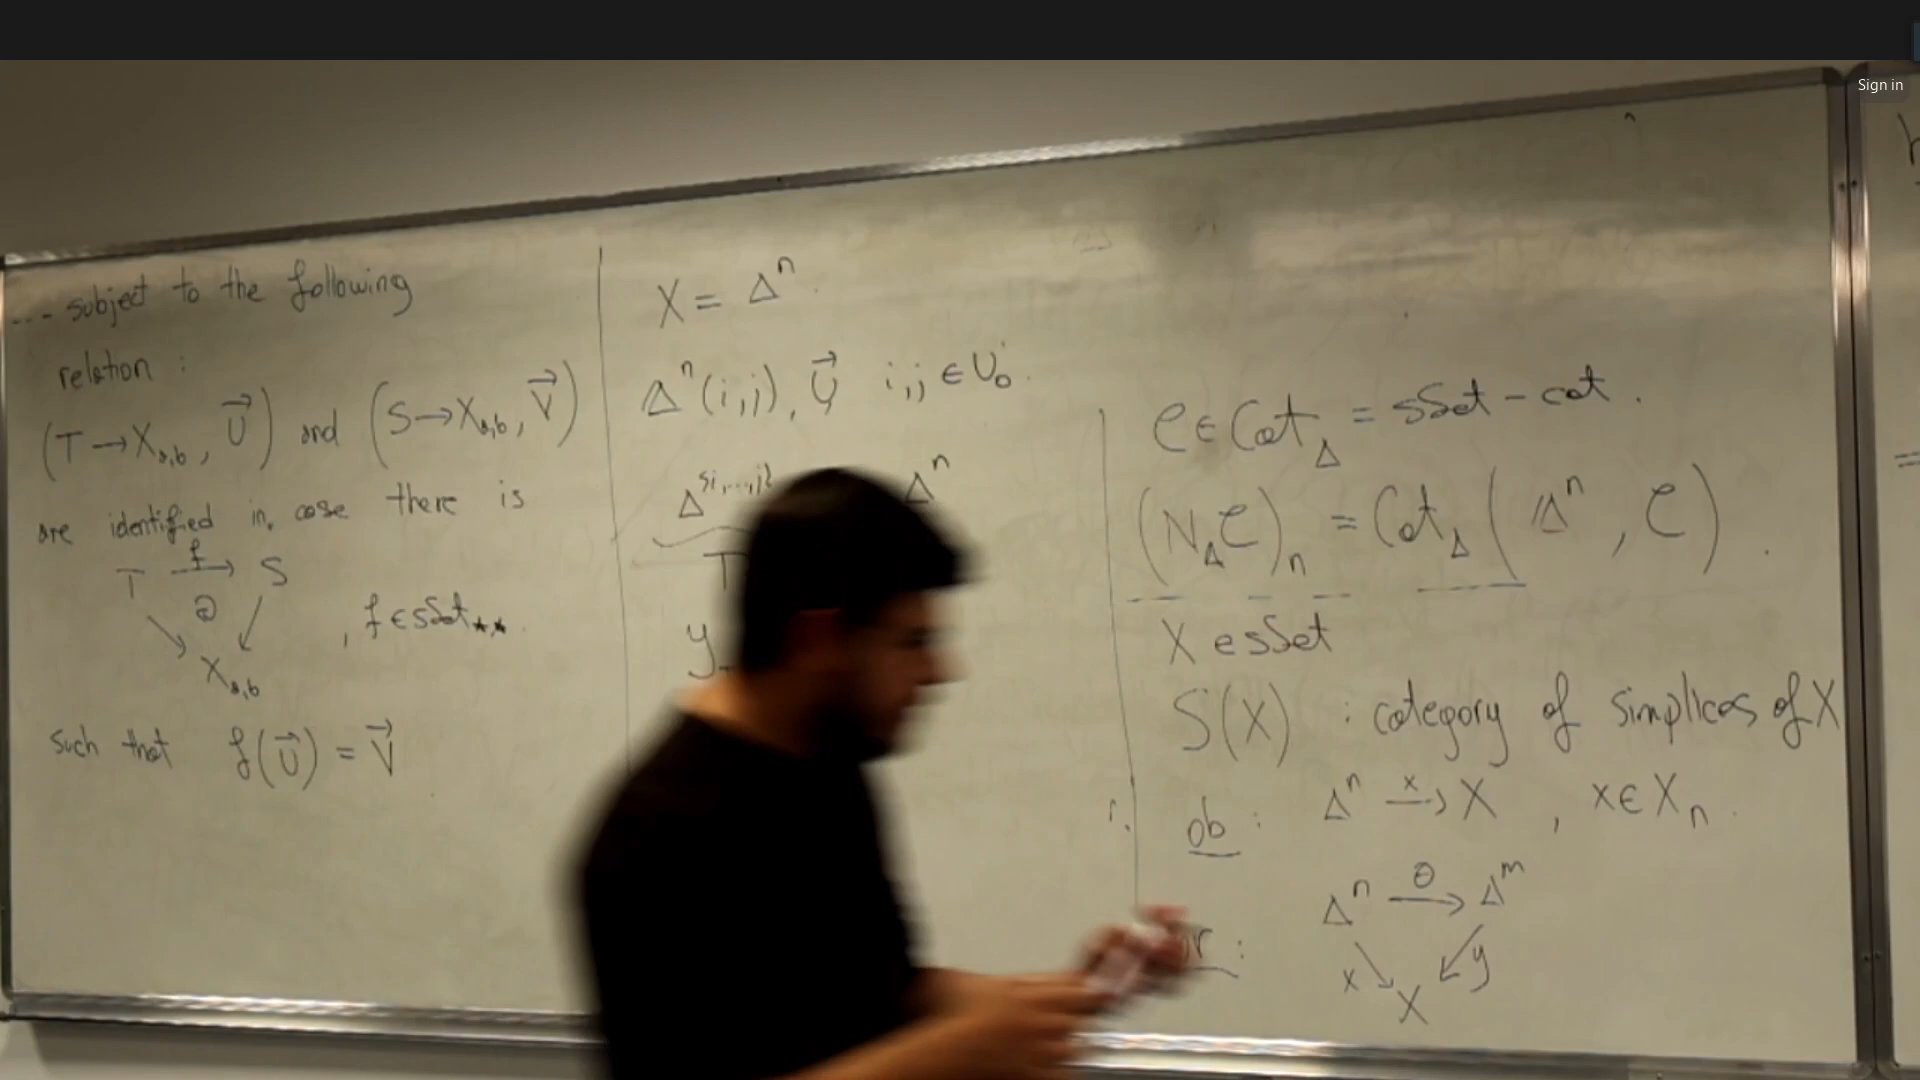 Sign in
... subject to the following
relation :
(T → X_{a,b}, U⃗) and (S → X_{a,b}, V⃗)
are identified in case there is
T f→ S
X_{a,b} , f ∈ sSet_{**}
such that f(U⃗) = V⃗
X = Δ^n
Δ^n(i,j), U⃗ i,j ∈ U_0
Δ^{{i,...,j}} Δ^n
T
y
C ∈ Cat_Δ = sSet - cat.
(N_Δ C)_n = Cat_Δ(Δ^n, C).
X ∈ sSet
S(X) : category of simplices of X
ob : Δ^n x→ X , x ∈ X_n.
Δ^n θ→ Δ^m
x y
X